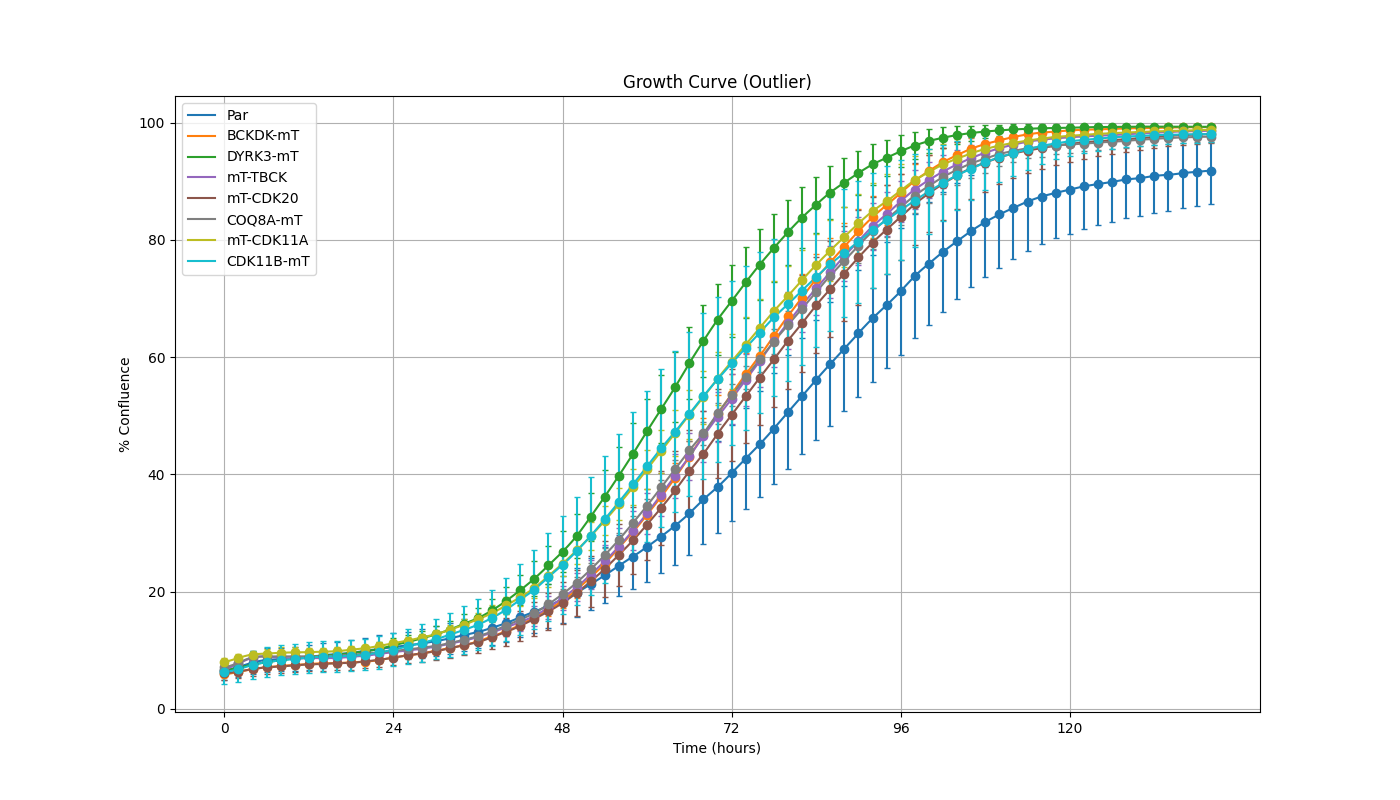 Growth Curve (Outlier)
Par
BCKDK-mT
DYRK3-mT
mT-TBCK
mT-CDK20
COQ8A-mT
mT-CDK11A
CDK11B-mT
100
80
60
40
20
0
% Confluence
0 24 48 72 96 120
Time (hours)